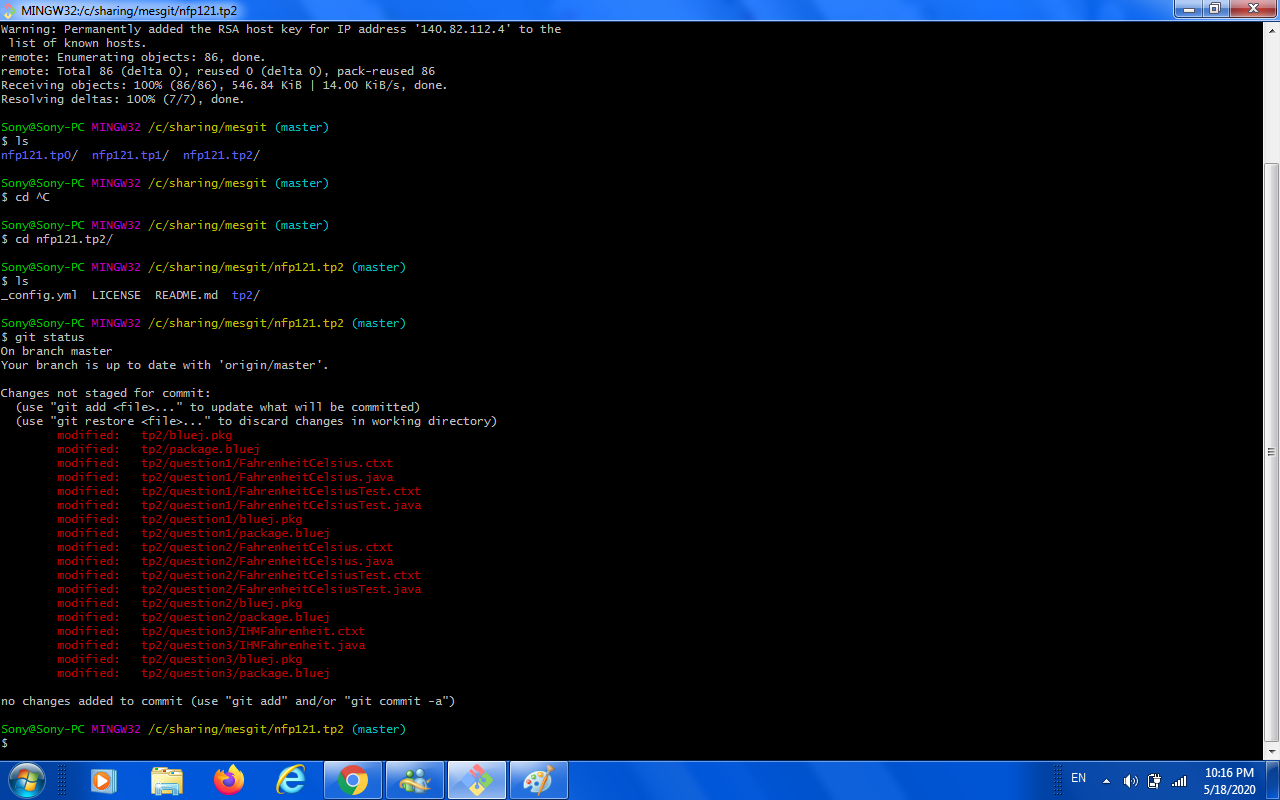 MINGW32:/c/sharing/mesgit/nfp121.tp2
Warning: Permanently added the RSA host key for IP address '140.82.112.4' to the
 list of known hosts.
remote: Enumerating objects: 86, done.
remote: Total 86 (delta 0), reused 0 (delta 0), pack-reused 86
Receiving objects: 100% (86/86), 546.84 KiB | 14.00 KiB/s, done.
Resolving deltas: 100% (7/7), done.
Sony@Sony-PC MINGW32 /c/sharing/mesgit (master)
$ ls
nfp121.tp0/  nfp121.tp1/  nfp121.tp2/
Sony@Sony-PC MINGW32 /c/sharing/mesgit (master)
$ cd ^C
Sony@Sony-PC MINGW32 /c/sharing/mesgit (master)
$ cd nfp121.tp2/
Sony@Sony-PC MINGW32 /c/sharing/mesgit/nfp121.tp2 (master)
$ ls
_config.yml  LICENSE  README.md  tp2/
Sony@Sony-PC MINGW32 /c/sharing/mesgit/nfp121.tp2 (master)
$ git status
On branch master
Your branch is up to date with 'origin/master'.
Changes not staged for commit:
  (use "git add <file>..." to update what will be committed)
  (use "git restore <file>..." to discard changes in working directory)
        modified:   tp2/bluej.pkg
        modified:   tp2/package.bluej
        modified:   tp2/question1/FahrenheitCelsius.ctxt
        modified:   tp2/question1/FahrenheitCelsius.java
        modified:   tp2/question1/FahrenheitCelsiusTest.ctxt
        modified:   tp2/question1/FahrenheitCelsiusTest.java
        modified:   tp2/question1/bluej.pkg
        modified:   tp2/question1/package.bluej
        modified:   tp2/question2/FahrenheitCelsius.ctxt
        modified:   tp2/question2/FahrenheitCelsius.java
        modified:   tp2/question2/FahrenheitCelsiusTest.ctxt
        modified:   tp2/question2/FahrenheitCelsiusTest.java
        modified:   tp2/question2/bluej.pkg
        modified:   tp2/question2/package.bluej
        modified:   tp2/question3/IHMFahrenheit.ctxt
        modified:   tp2/question3/IHMFahrenheit.java
        modified:   tp2/question3/bluej.pkg
        modified:   tp2/question3/package.bluej
no changes added to commit (use "git add" and/or "git commit -a")
Sony@Sony-PC MINGW32 /c/sharing/mesgit/nfp121.tp2 (master)
$
EN
10:16 PM
5/18/2020